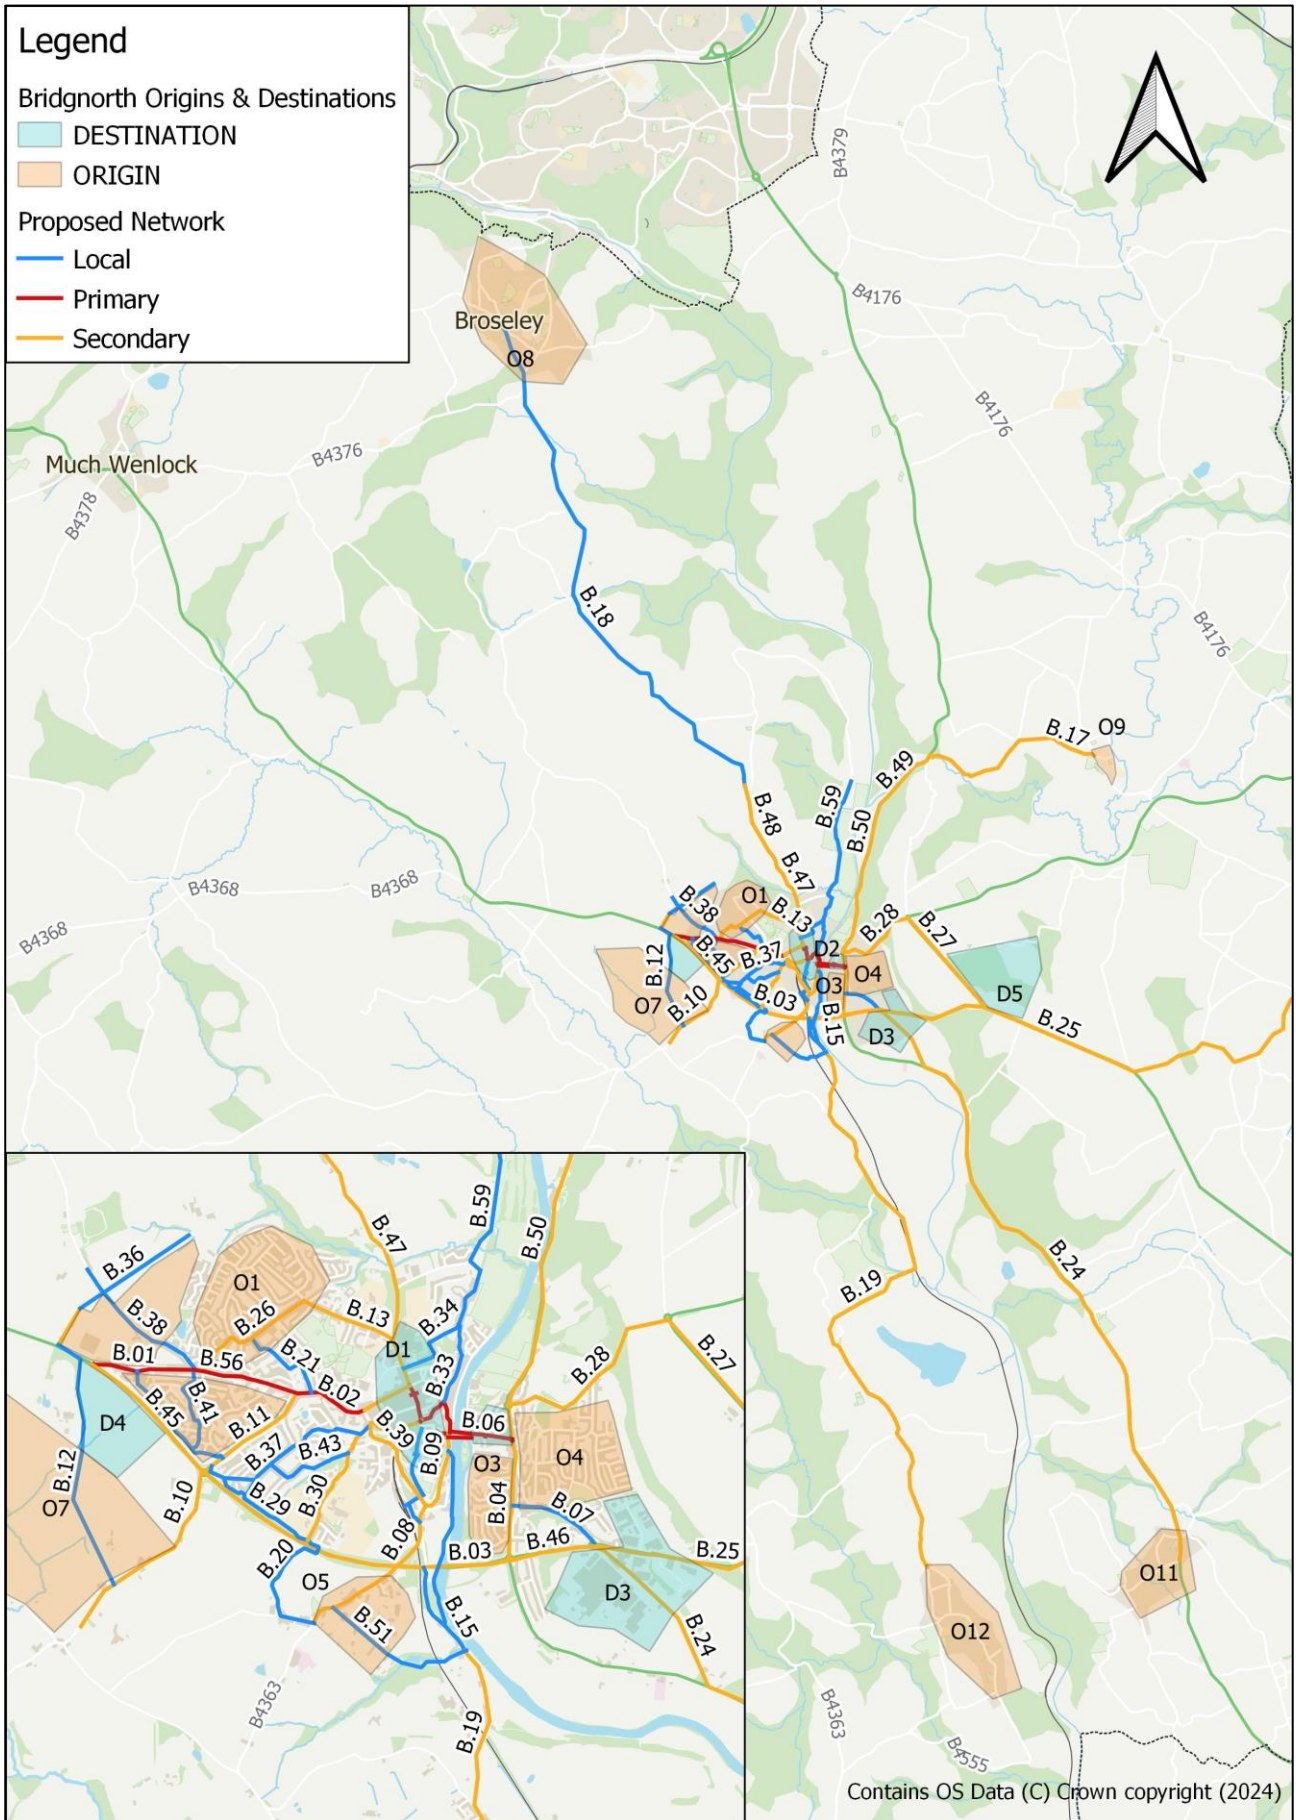 Legend
Bridgnorth Origins & Destinations
DESTINATION
ORIGIN
Proposed Network
Local
Primary
Secondary
B4379
B4176
Broseley
O8
B4176
Much Wenlock
B4376
B4378
B.18
B4176
B.17
O9
B.49
B.59
B.48
B.50
B.47
B4368
B4368
B4368
B.38
O1
B.13
B.28
B.27
D2
B.12
B.45
B.37
O4
O3
D5
O7
B.10
B.03
B.15
D3
B.25
B.24
B.19
O11
O12
B4363
B4555
B.59
B.50
B.47
B.36
O1
B.26
B.13
B.34
B.38
D1
B.28
B.27
B.01
B.56
B.21
B.02
B.33
B.45
B.41
B.11
B.39
B.06
D4
B.37
B.43
B.09
O3
O4
B.12
O7
B.10
B.29
B.30
B.04
B.07
B.08
B.46
B.20
B.03
B.25
O5
D3
B.51
B.15
B.24
B4363
B.19
Contains OS Data (C) Crown copyright (2024)